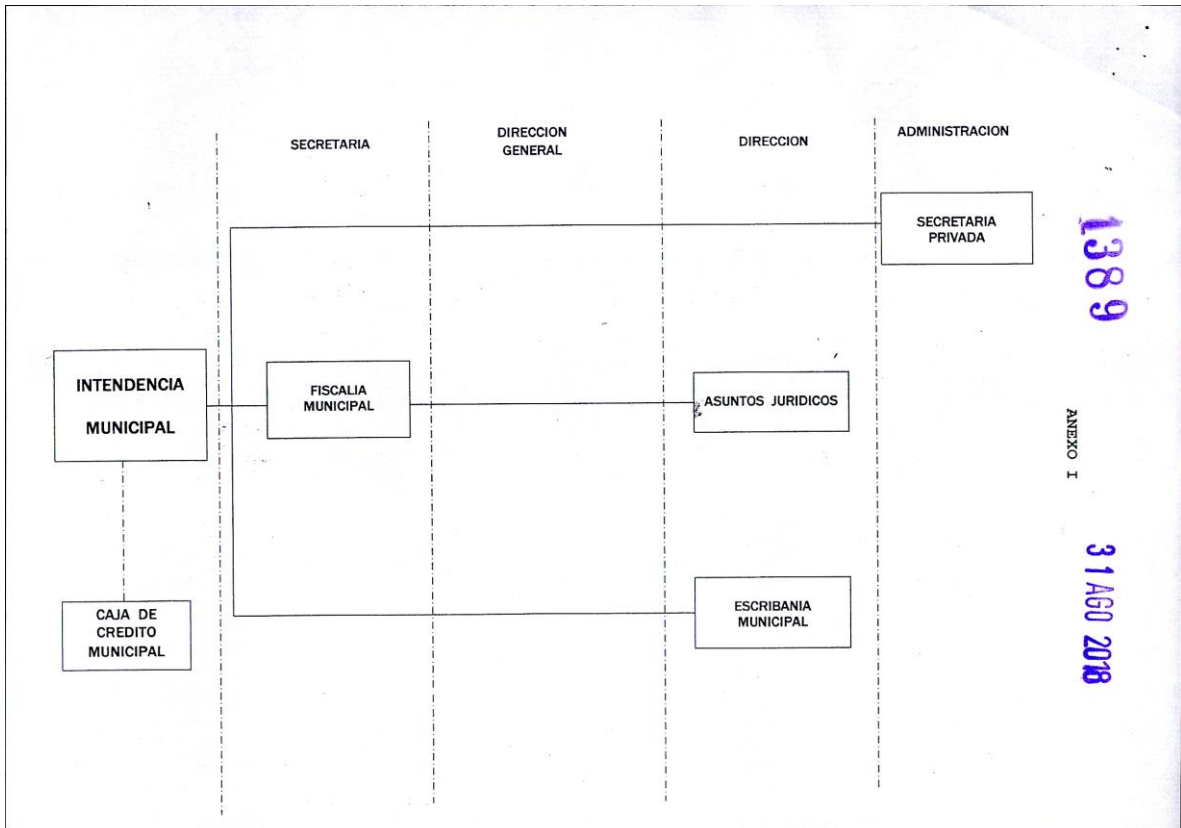 SECRETARIA
DIRECCION
GENERAL
DIRECCION
ADMINISTRACION
SECRETARIA
PRIVADA
INTENDENCIA
MUNICIPAL
FISCALIA
MUNICIPAL
ASUNTOS JURIDICOS
CAJA DE
CREDITO
MUNICIPAL
ESCRIBANIA
MUNICIPAL
1389
ANEXO I
31 AGO 2018